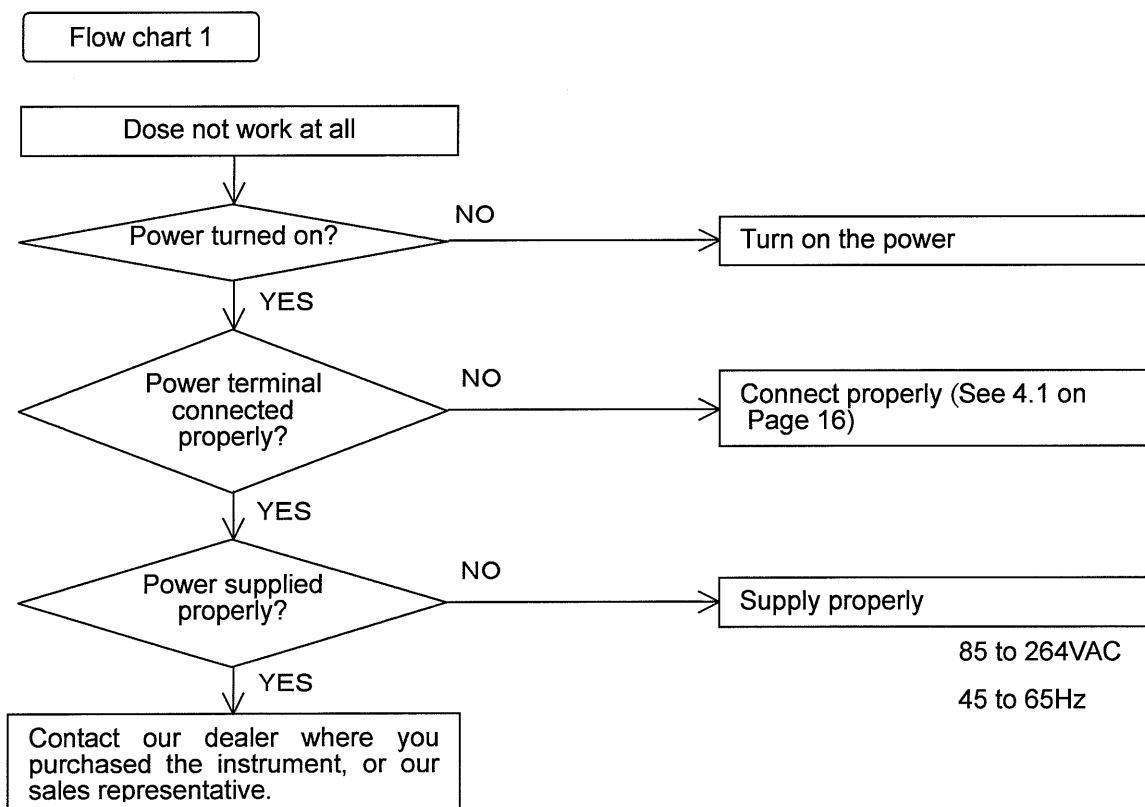 Flow chart 1
Dose not work at all
Power turned on?
NO
Turn on the power
YES
Power terminal
connected
properly?
NO
Connect properly (See 4.1 on
Page 16)
YES
Power supplied
properly?
NO
Supply properly
85 to 264VAC
45 to 65Hz
YES
Contact our dealer where you
purchased the instrument, or our
sales representative.